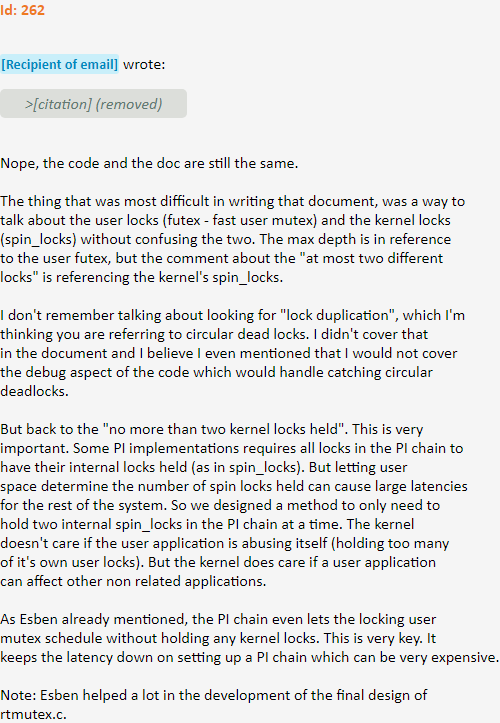 Id: 262
[Recipient of email] wrote:
>[citation] (removed)
Nope, the code and the doc are still the same.
The thing that was most difficult in writing that document, was a way to
talk about the user locks (futex - fast user mutex) and the kernel locks
(spin_locks) without confusing the two. The max depth is in reference
to the user futex, but the comment about the "at most two different
locks" is referencing the kernel's spin_locks.
I don't remember talking about looking for "lock duplication", which I'm
thinking you are referring to circular dead locks. I didn't cover that
in the document and I believe I even mentioned that I would not cover
the debug aspect of the code which would handle catching circular
deadlocks.
But back to the "no more than two kernel locks held". This is very
important. Some PI implementations requires all locks in the PI chain to
have their internal locks held (as in spin_locks). But letting user
space determine the number of spin locks held can cause large latencies
for the rest of the system. So we designed a method to only need to
hold two internal spin_locks in the PI chain at a time. The kernel
doesn't care if the user application is abusing itself (holding too many
of it's own user locks). But the kernel does care if a user application
can affect other non related applications.
As Esben already mentioned, the PI chain even lets the locking user
mutex schedule without holding any kernel locks. This is very key. It
keeps the latency down on setting up a PI chain which can be very expensive.
Note: Esben helped a lot in the development of the final design of
rtmutex.c.